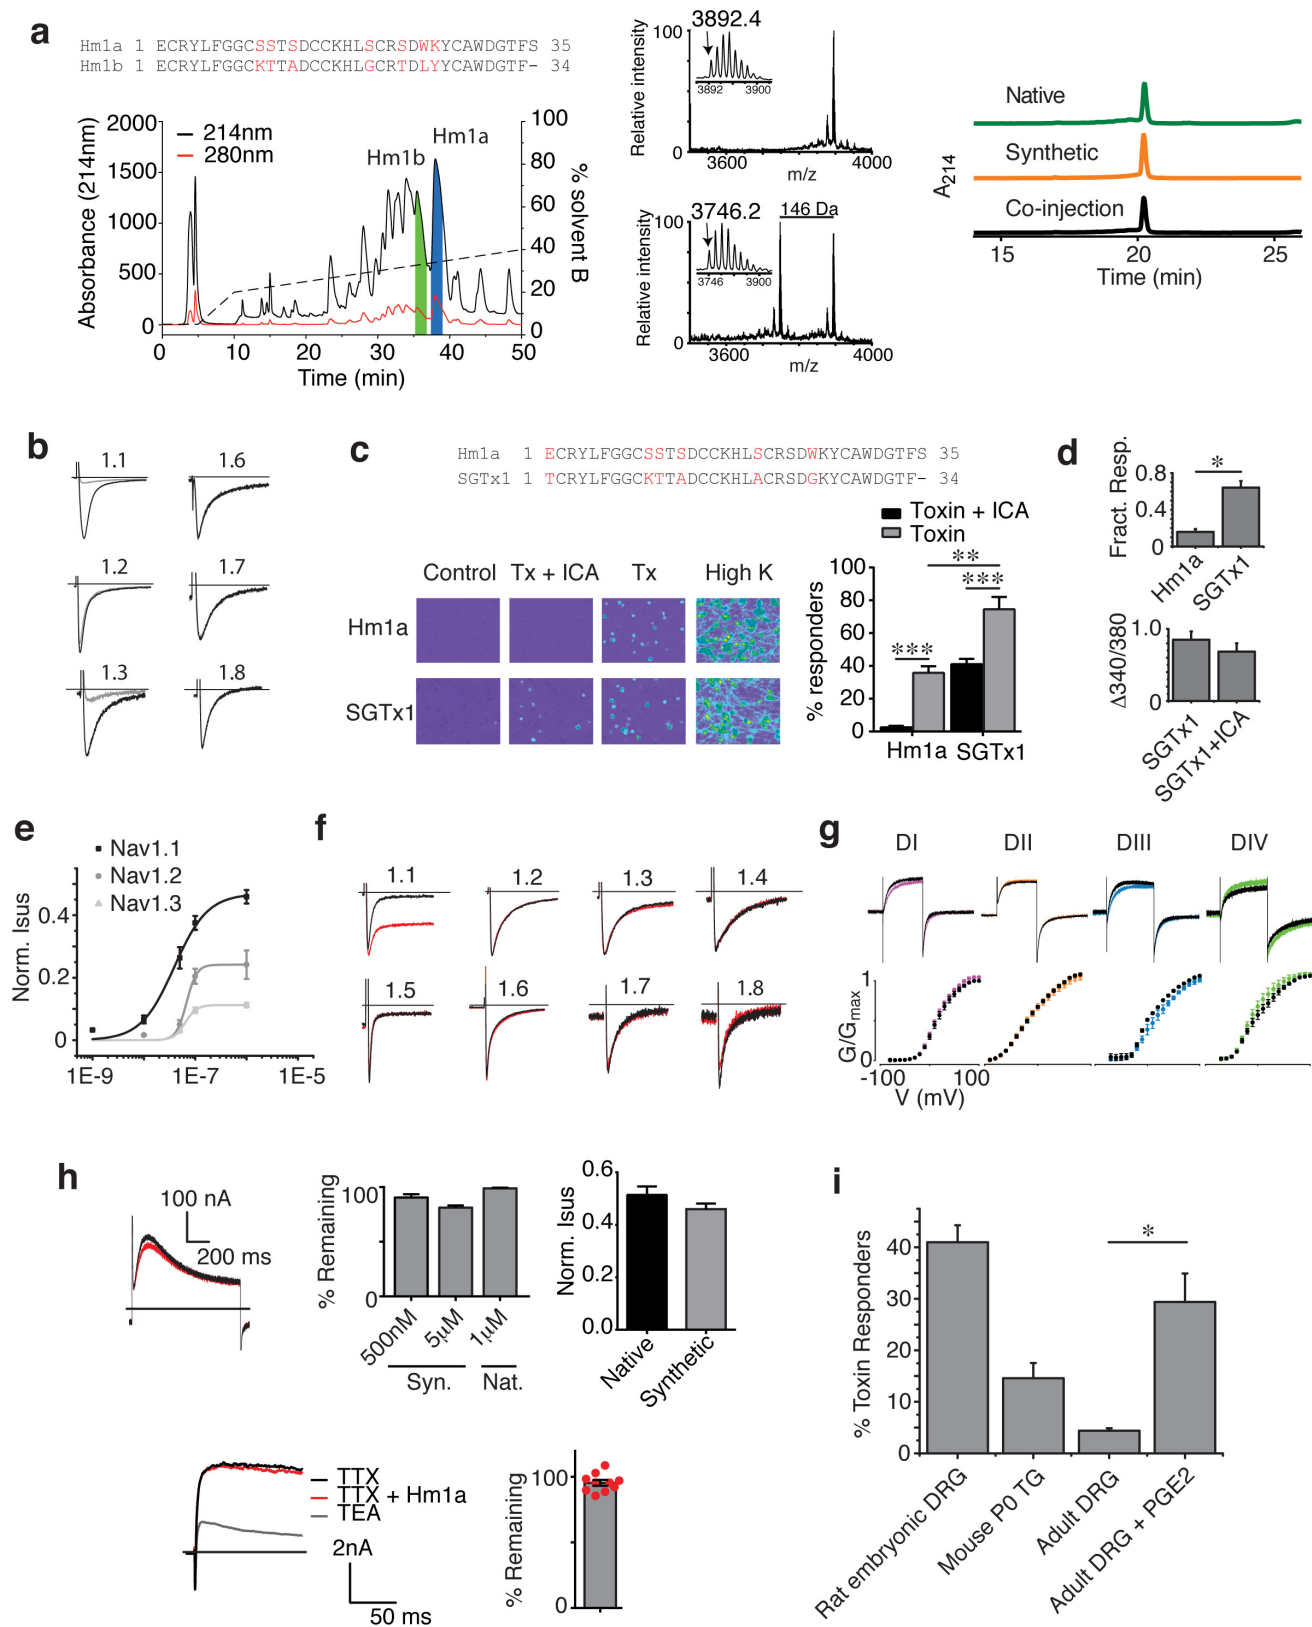 a
Hm1a 1 ECRYLFGGCSSTSDCCKHLSCRSDWKYCAWDGTFS 35
Hm1b 1 ECRYLFGGCKTTADCCKHLGCRTDLYYCAWDGTF- 34
2000
1500
1000
500
0
Absorbance (214nm)
214nm
280nm
Hm1b
Hm1a
100
80
60
40
20
0
% solvent B
0 10 20 30 40 50
Time (min)
100
0
Relative intensity
3892.4
3892 3900
3600 4000
m/z
100
0
Relative intensity
3746.2
146 Da
3746 3900
3600 4000
m/z
A214
Native
Synthetic
Co-injection
15 20 25
Time (min)
b
1.1 1.6
1.2 1.7
1.3 1.8
c
Hm1a 1 ECRYLFGGCSSTSDCCKHLSCRSDWKYCAWDGTFS 35
SGTx1 1 TCRYLFGGCKTTADCCKHLACRSDGKYCAWDGTF- 34
Control Tx + ICA Tx High K
Hm1a
SGTx1
Toxin + ICA
Toxin
**
***
***
% responders
100
80
60
40
20
0
Hm1a SGTx1
d
Fract. Resp.
0.8
0.4
0
*
Hm1a
SGTx1
Δ340/380
1.0
0
SGTx1
SGTx1+ICA
e
Nav1.1
Nav1.2
Nav1.3
Norm. Isus
0.4
0.2
0
1E-9 1E-7 1E-5
f
1.1 1.2 1.3 1.4
1.5 1.6 1.7 1.8
g
DI DII DIII DIV
G/Gmax
1
0
-100 100
V (mV)
h
100 nA
200 ms
% Remaining
100
0
500nM
5µM
1µM
Syn. Nat.
Norm. Isus
0.6
0.4
0.2
0.0
Native
Synthetic
TTX
TTX + Hm1a
TEA
2nA
50 ms
% Remaining
100
0
i
% Toxin Responders
40
30
20
10
0
*
Rat embryonic DRG
Mouse P0 TG
Adult DRG
Adult DRG + PGE2